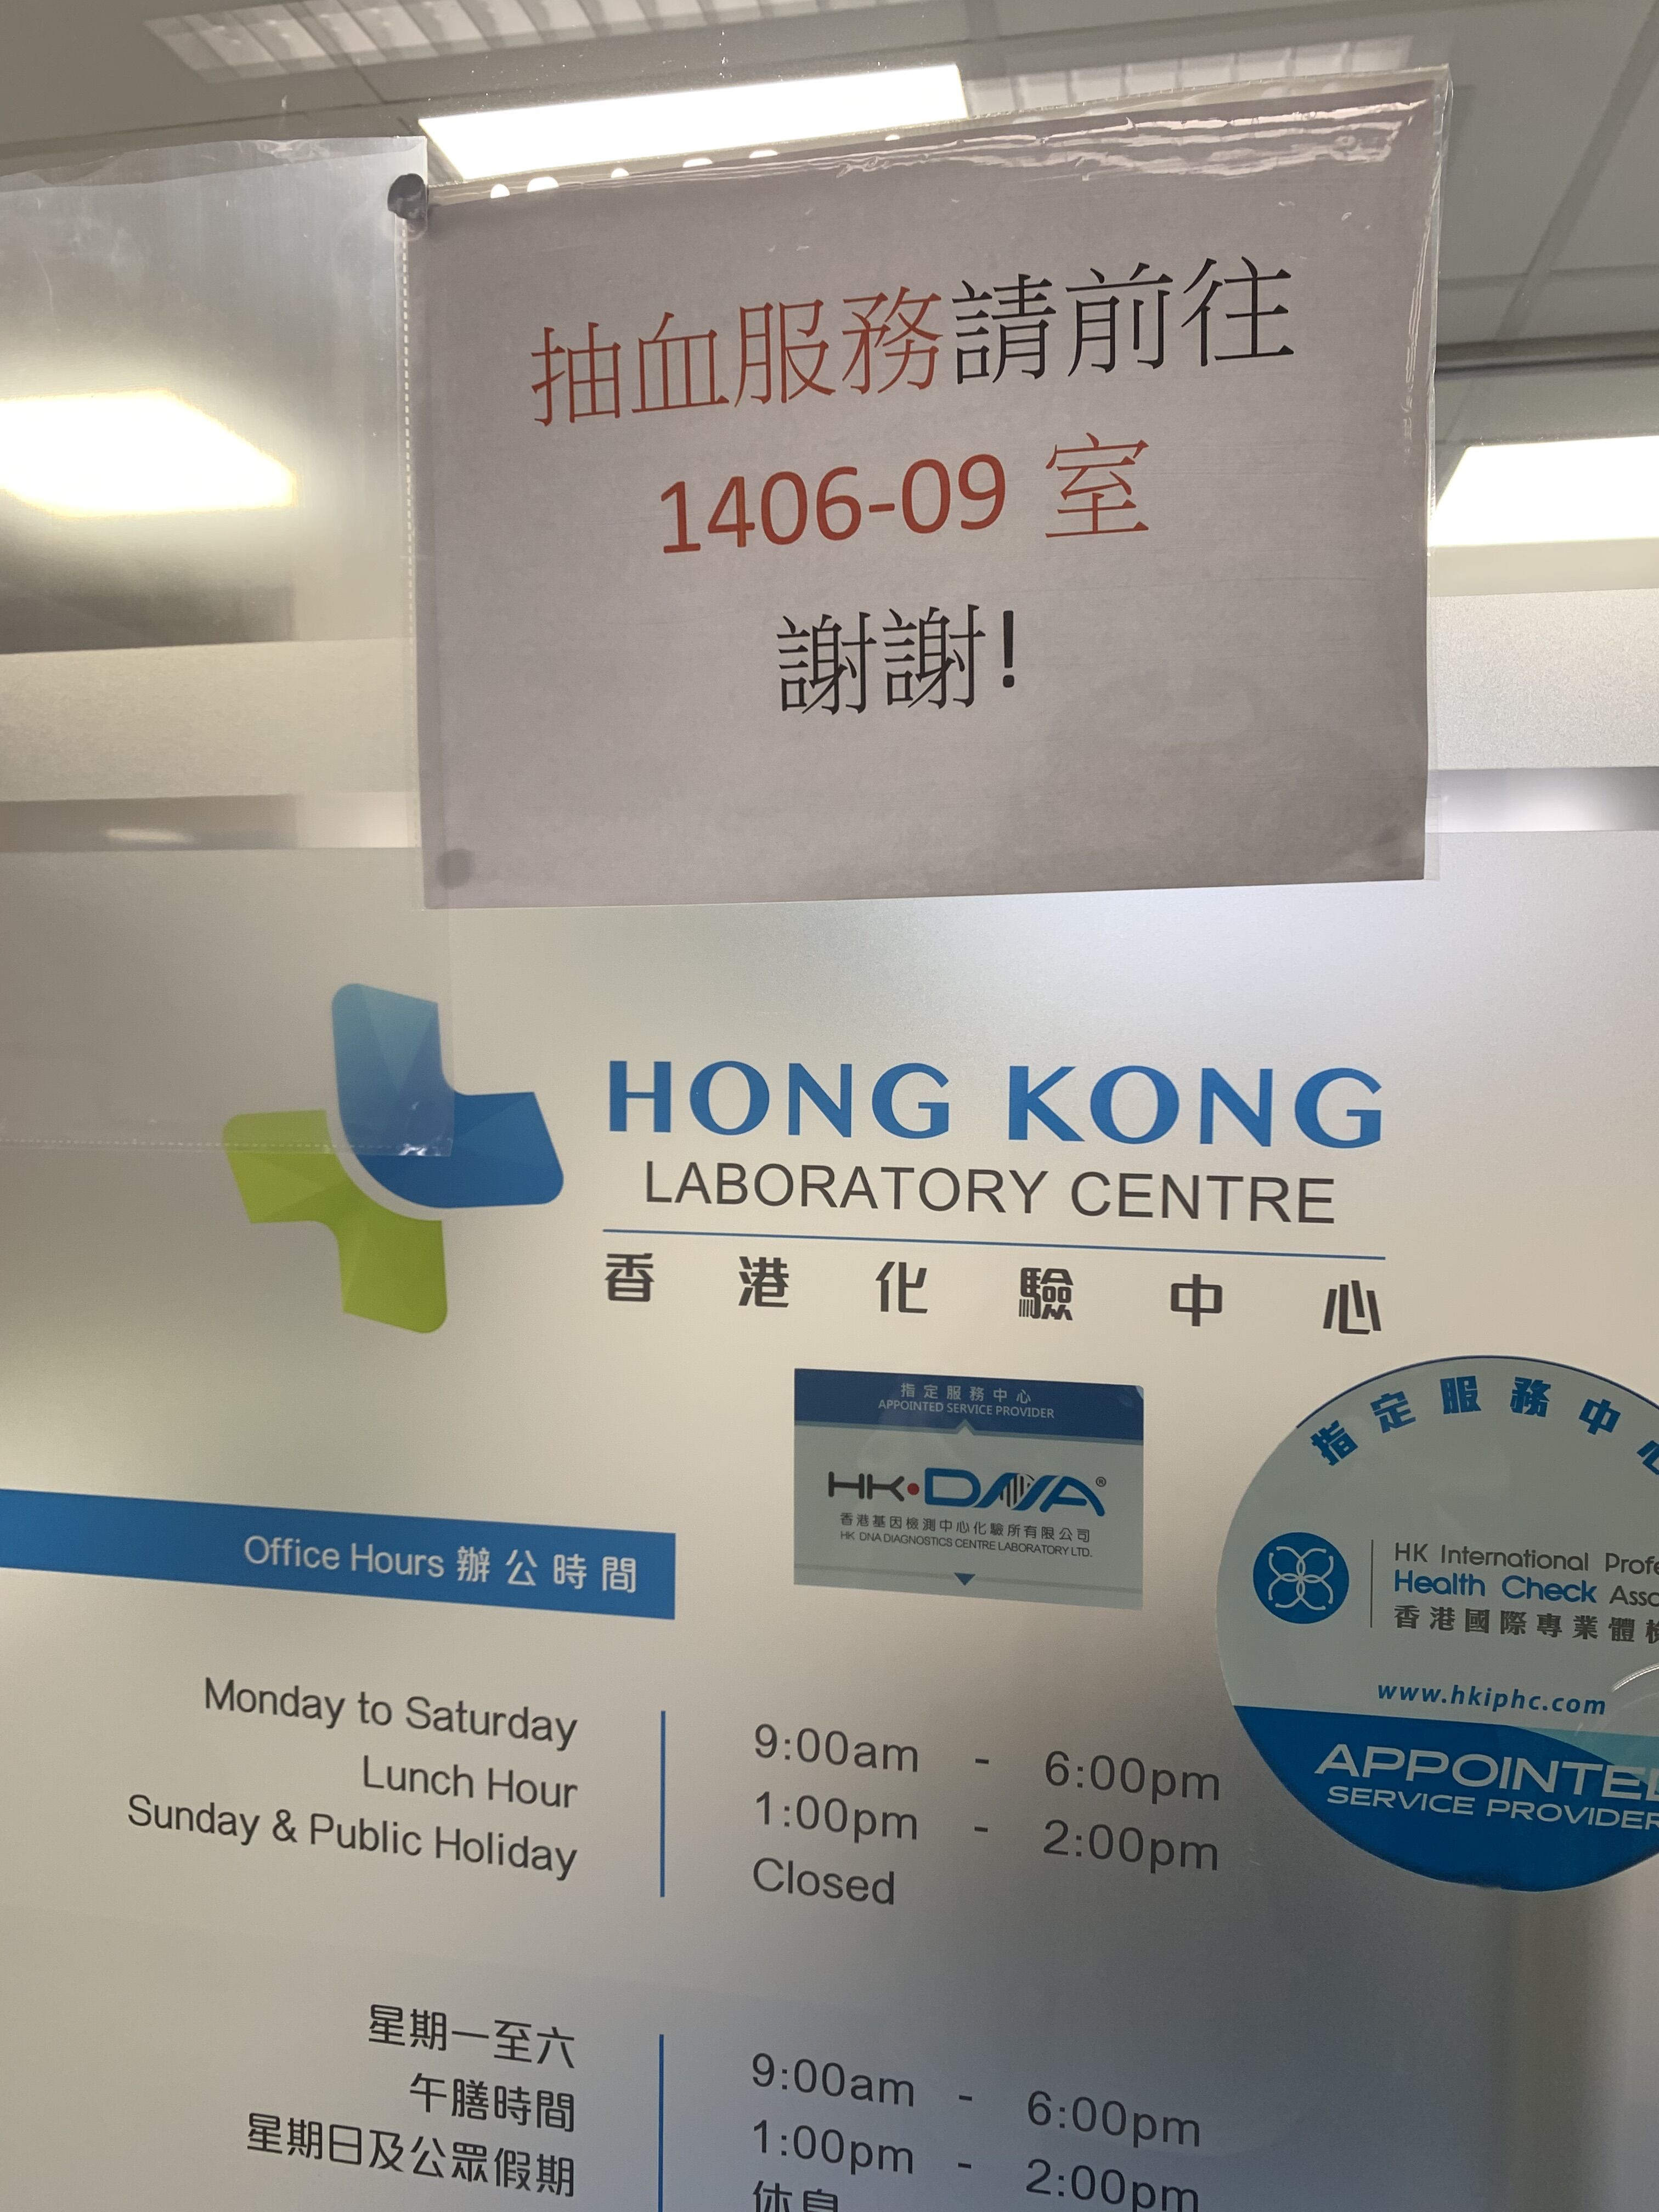 抽血服務請前往
1406-09 室
謝謝!
HONG KONG
LABORATORY CENTRE
香港化驗中心
指定服務中心
APPOINTED SERVICE PROVIDER
HK·DNA®
香港基因檢測中心化驗所有限公司
HK DNA DIAGNOSTICS CENTRE LABORATORY LTD.
指定服務中心
HK International
Health Check
香港國際專業體
www.hkiphc.com
APPOINTED
SERVICE PROVIDER
Office Hours 辦公時間
Monday to Saturday 9:00am - 6:00pm
Lunch Hour 1:00pm - 2:00pm
Sunday & Public Holiday Closed
星期一至六 9:00am - 6:00pm
午膳時間 1:00pm - 2:00pm
星期日及公眾假期 休息